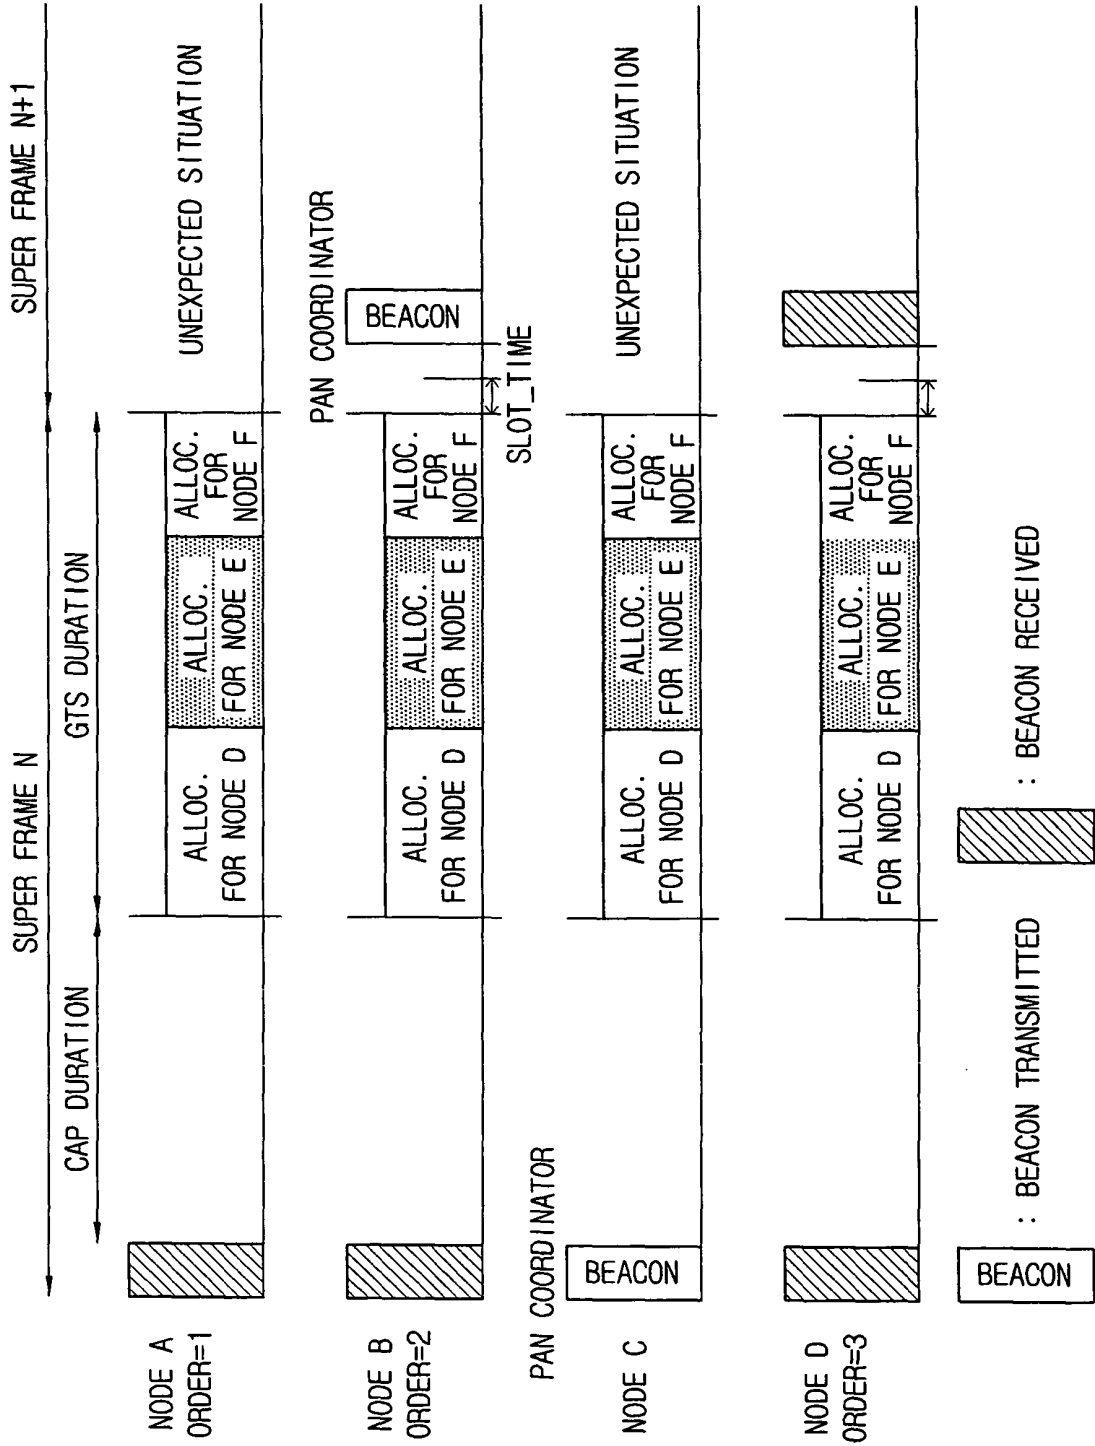 SUPER FRAME N
SUPER FRAME N+1
CAP DURATION
GTS DURATION
NODE A
ORDER=1
ALLOC.
FOR NODE D
ALLOC.
FOR NODE E
ALLOC.
FOR
NODE F
UNEXPECTED SITUATION
PAN COORDINATOR
NODE B
ORDER=2
ALLOC.
FOR NODE D
ALLOC.
FOR NODE E
ALLOC.
FOR
NODE F
BEACON
SLOT_TIME
PAN COORDINATOR
NODE C
BEACON
ALLOC.
FOR NODE D
ALLOC.
FOR NODE E
ALLOC.
FOR
NODE F
UNEXPECTED SITUATION
NODE D
ORDER=3
ALLOC.
FOR NODE D
ALLOC.
FOR NODE E
ALLOC.
FOR
NODE F
BEACON
: BEACON TRANSMITTED
: BEACON RECEIVED